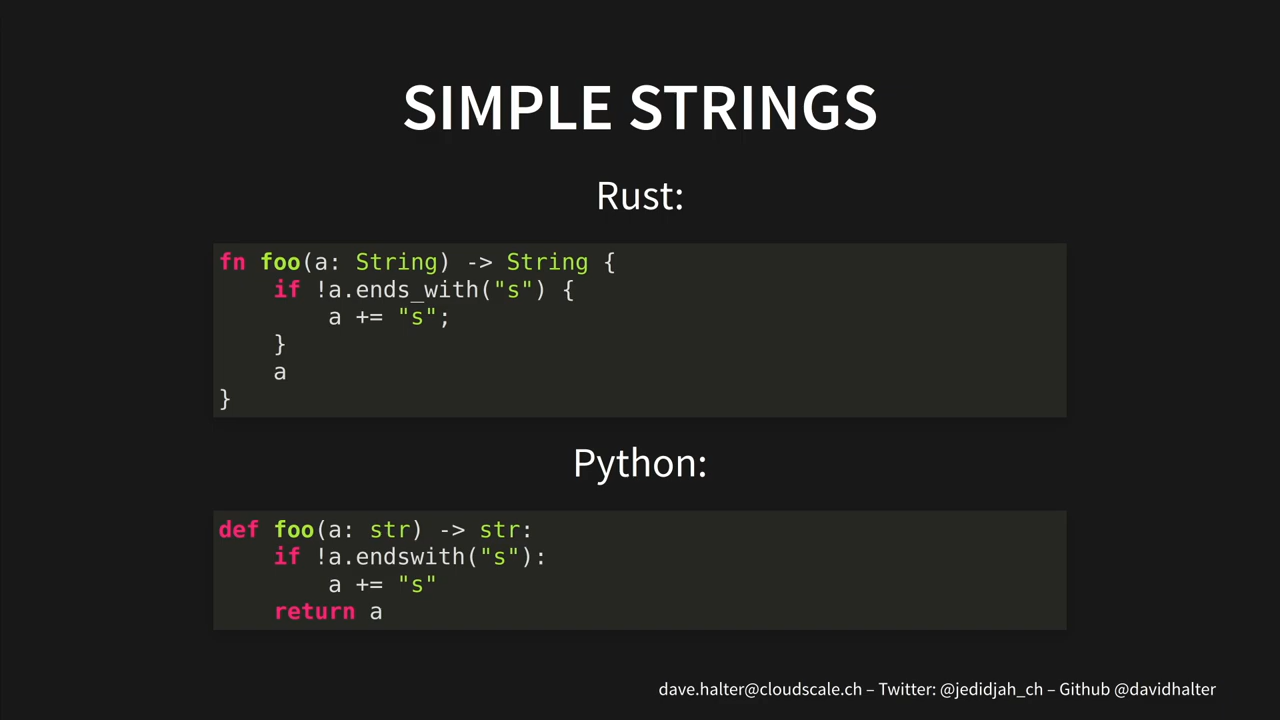 SIMPLE STRINGS
Rust:
fn foo(a: String) -> String {
    if !a.ends_with("s") {
        a += "s";
    }
    a
}
Python:
def foo(a: str) -> str:
    if !a.endswith("s"):
        a += "s"
    return a
dave.halter@cloudscale.ch – Twitter: @jedidjah_ch – Github @davidhalter